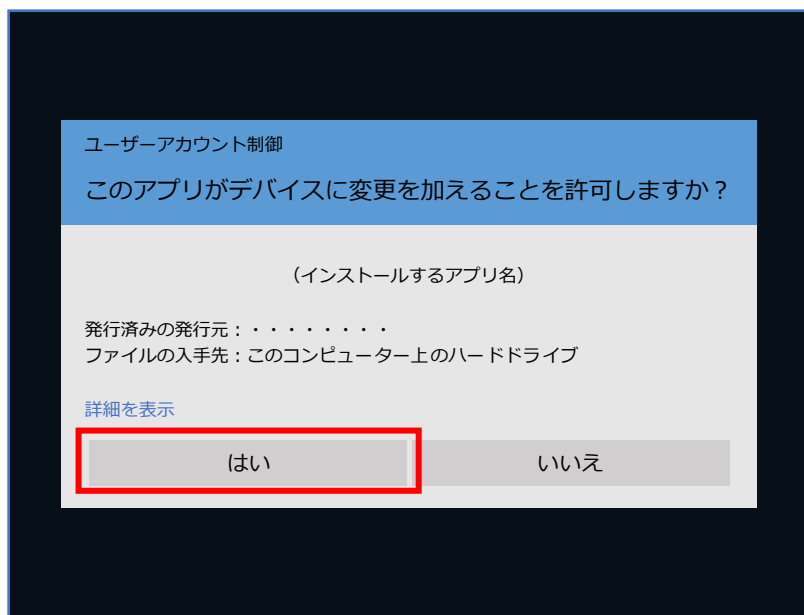 ユーザーアカウント制御
このアプリがデバイスに変更を加えることを許可しますか？
（インストールするアプリ名）
発行済みの発行元：・・・・・・・・
ファイルの入手先：このコンピューター上のハードドライブ
詳細を表示
はい
いいえ